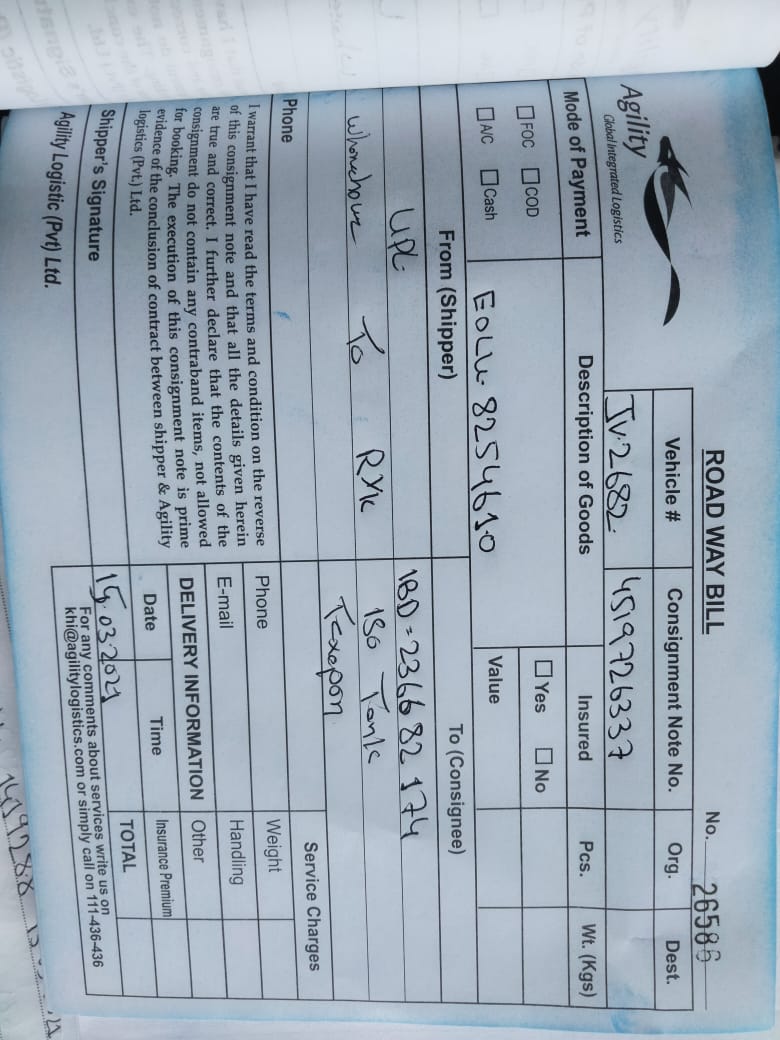 ROAD WAY BILL
No. 26586
Agility
Global Integrated Logistics
Vehicle # Consignment Note No. Org. Dest.
JV.2682. 4519726337
Mode of Payment Description of Goods Insured Pcs. Wt. (Kgs)
☐FOC ☐COD ☐Yes ☐No
☐A/C ☐Cash EOLU. 8254610 Value
From (Shipper) To (Consignee)
UPL IBD = 236682174
To RYK ISO Tank
Phone Service Charges
I warrant that I have read the terms and condition on the reverse
of this consignment note and that all the details given herein
are true and correct. I further declare that the contents of the
consignment do not contain any contraband items, not allowed
for booking. The execution of this consignment note is prime
evidence of the conclusion of contract between shipper & Agility
logistics (Pvt.) Ltd.
Shipper's Signature
Agility Logistic (Pvt) Ltd.
Phone Weight
E-mail Handling
DELIVERY INFORMATION Other
Date Time Insurance Premium
15.03.2021 TOTAL
For any comments about services write us on
khi@agilitylogistics.com or simply call on 111-436-436